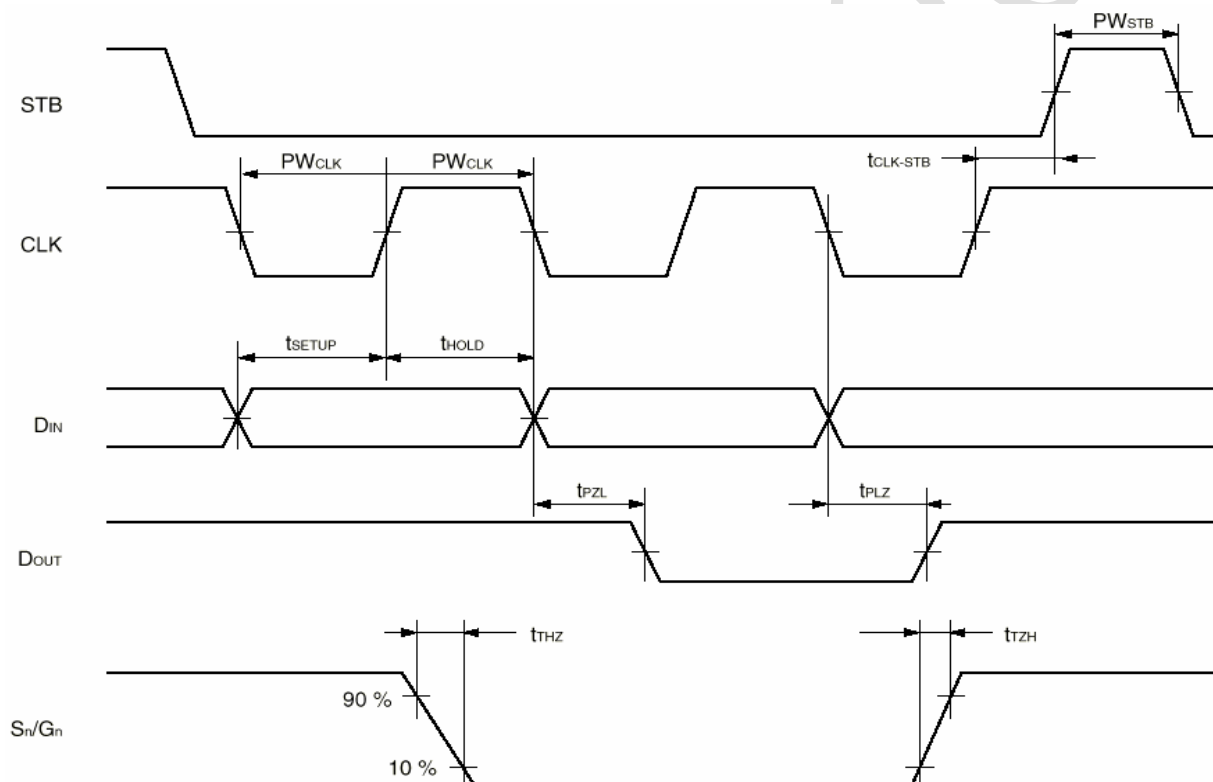 PWSTB
STB
PWCLK PWCLK tCLK-STB
CLK
tSETUP tHOLD
DIN
tPZL tPLZ
DOUT
tTHZ tTZH
90 %
Sn/Gn
10 %